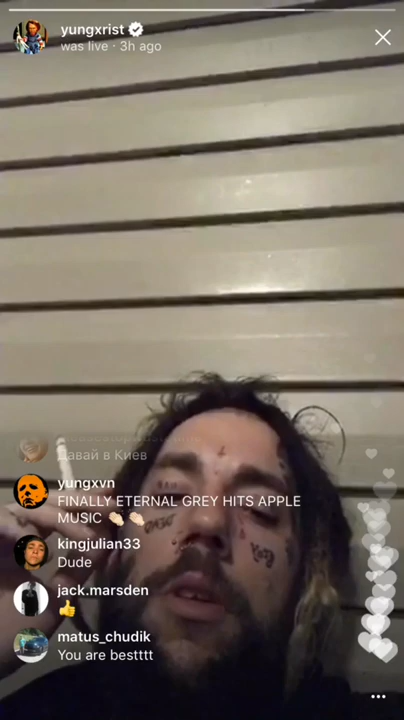 yungxrist
was live · 3h ago
Давай в Киев
yungxvn
FINALLY ETERNAL GREY HITS APPLE
MUSIC 👏🏻 👏🏻
kingjulian33
Dude
jack.marsden
👍
matus_chudik
You are bestttt